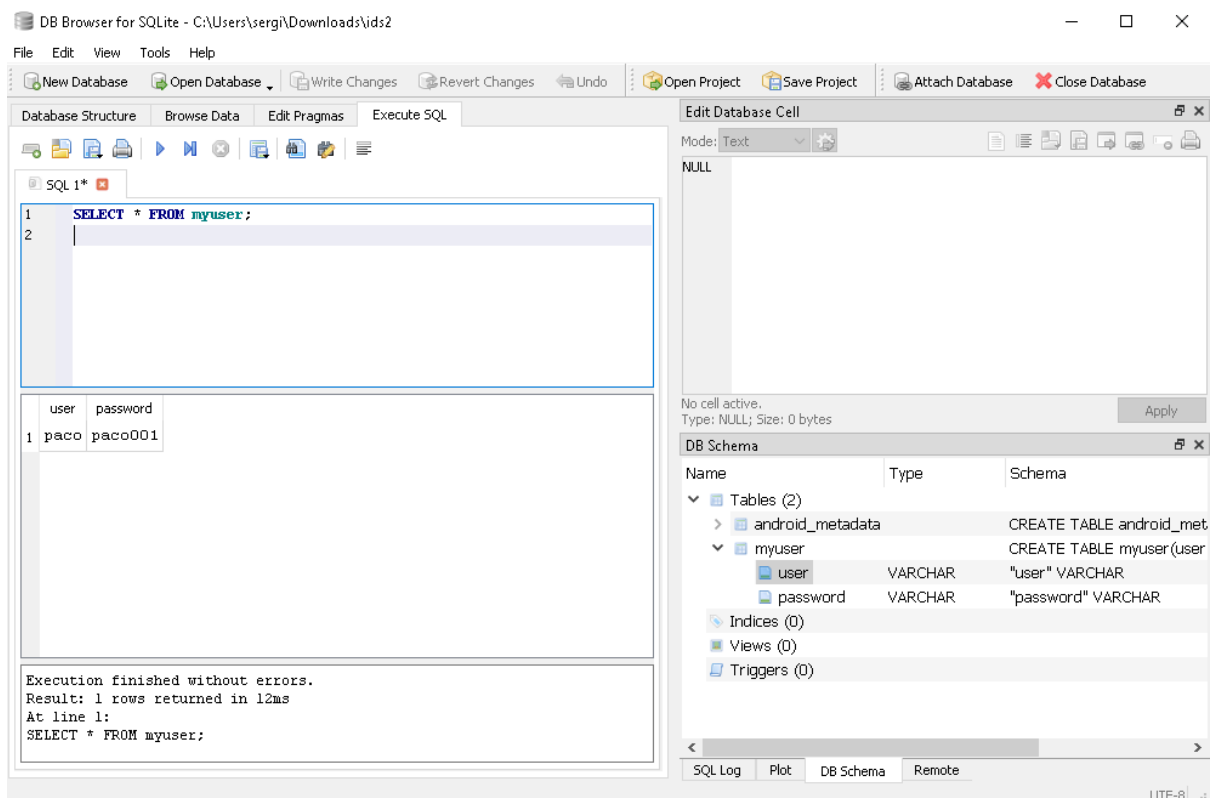 DB Browser for SQLite - C:\Users\sergi\Downloads\ids2
File Edit View Tools Help
New Database Open Database Write Changes Revert Changes Undo Open Project Save Project Attach Database Close Database
Database Structure Browse Data Edit Pragmas Execute SQL
SQL 1*
1 SELECT * FROM myuser;
2
user password
1 paco paco001
Execution finished without errors.
Result: 1 rows returned in 12ms
At line 1:
SELECT * FROM myuser;
Edit Database Cell
Mode: Text
NULL
No cell active.
Type: NULL; Size: 0 bytes
Apply
DB Schema
Name Type Schema
Tables (2)
android_metadata CREATE TABLE android_met
myuser CREATE TABLE myuser(user
user VARCHAR "user" VARCHAR
password VARCHAR "password" VARCHAR
Indices (0)
Views (0)
Triggers (0)
SQL Log Plot DB Schema Remote
UTF-8